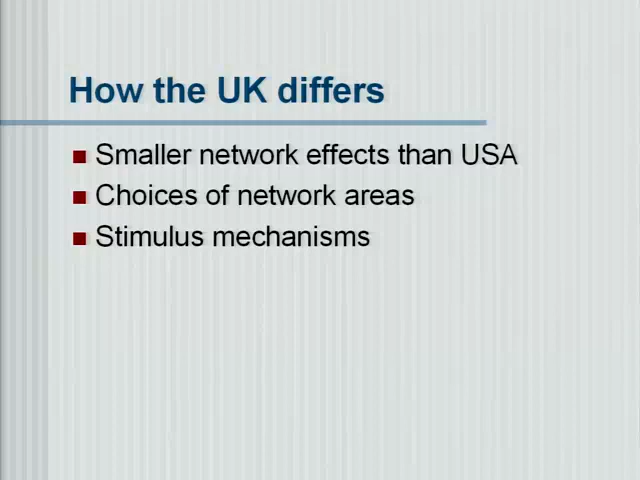 How the UK differs
Smaller network effects than USA
Choices of network areas
Stimulus mechanisms